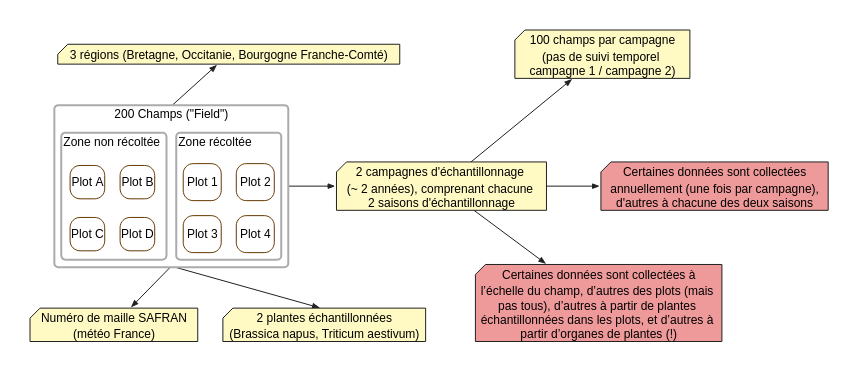 3 régions (Bretagne, Occitanie, Bourgogne Franche-Comté)
100 champs par campagne
(pas de suivi temporel
campagne 1 / campagne 2)
200 Champs ("Field")
Zone non récoltée
Plot A
Plot B
Plot C
Plot D
Zone récoltée
Plot 1
Plot 2
Plot 3
Plot 4
2 campagnes d'échantillonnage
(~ 2 années), comprenant chacune
2 saisons d'échantillonnage
Certaines données sont collectées
annuellement (une fois par campagne),
d'autres à chacune des deux saisons
Certaines données sont collectées à
l’échelle du champ, d’autres des plots (mais
pas tous), d’autres à partir de plantes
échantillonnées dans les plots, et d’autres à
partir d’organes de plantes (!)
Numéro de maille SAFRAN
(météo France)
2 plantes échantillonnées
(Brassica napus, Triticum aestivum)